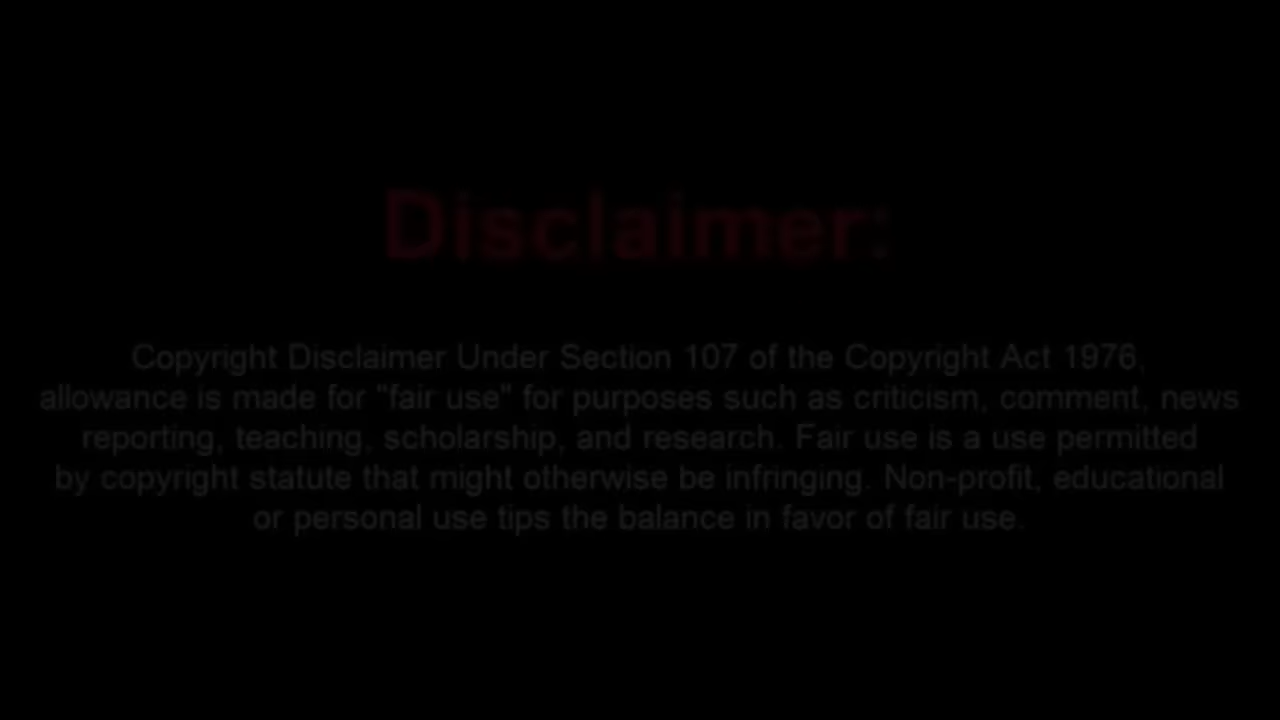 Disclaimer:
Copyright Disclaimer Under Section 107 of the Copyright Act 1976,
allowance is made for "fair use" for purposes such as criticism, comment, news
reporting, teaching, scholarship, and research. Fair use is a use permitted
by copyright statute that might otherwise be infringing. Non-profit, educational
or personal use tips the balance in favor of fair use.